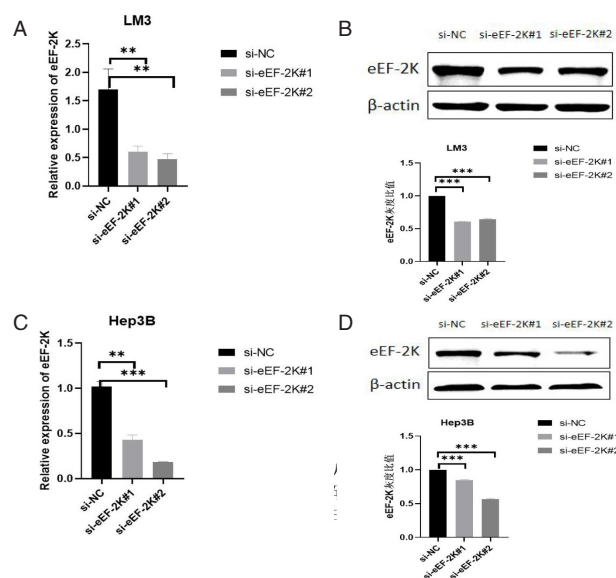 A
LM3
Relative expression of eEF-2K
2.5
2.0
1.5
1.0
0.5
0.0
**
**
si-NC
si-eEF-2K#1
si-eEF-2K#2
si-NC
si-eEF-2K#1
si-eEF-2K#2
B
si-NC si-eEF-2K#1 si-eEF-2K#2
eEF-2K
β-actin
LM3
eEF-2K灰度比值
1.5
1.0
0.5
0.0
***
***
si-NC
si-eEF-2K#1
si-eEF-2K#2
si-NC
si-eEF-2K#1
si-eEF-2K#2
C
Hep3B
Relative expression of eEF-2K
1.5
1.0
0.5
0.0
**
***
si-NC
si-eEF-2K#1
si-eEF-2K#2
si-NC
si-eEF-2K#1
si-eEF-2K#2
D
si-NC si-eEF-2K#1 si-eEF-2K#2
eEF-2K
β-actin
Hep3B
eEF-2K灰度比值
1.5
1.0
0.5
0.0
***
***
si-NC
si-eEF-2K#1
si-eEF-2K#2
si-NC
si-eEF-2K#1
si-eEF-2K#2